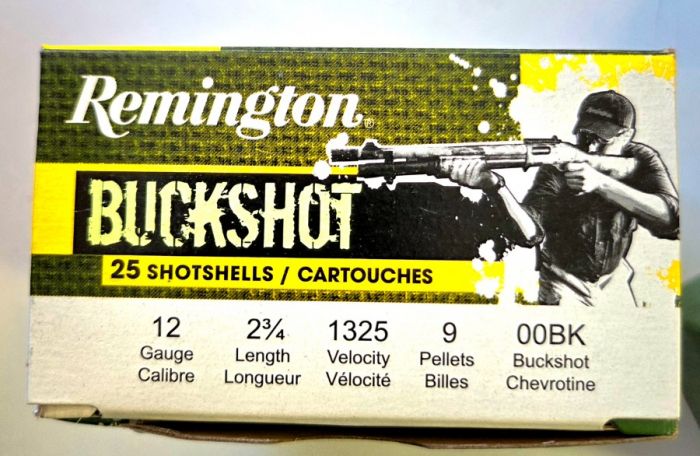 Remington®
BUCKSHOT
25 SHOTSHELLS / CARTOUCHES
12 2¾ 1325 9 00BK
Gauge Length Velocity Pellets Buckshot
Calibre Longueur Vélocité Billes Chevrotine